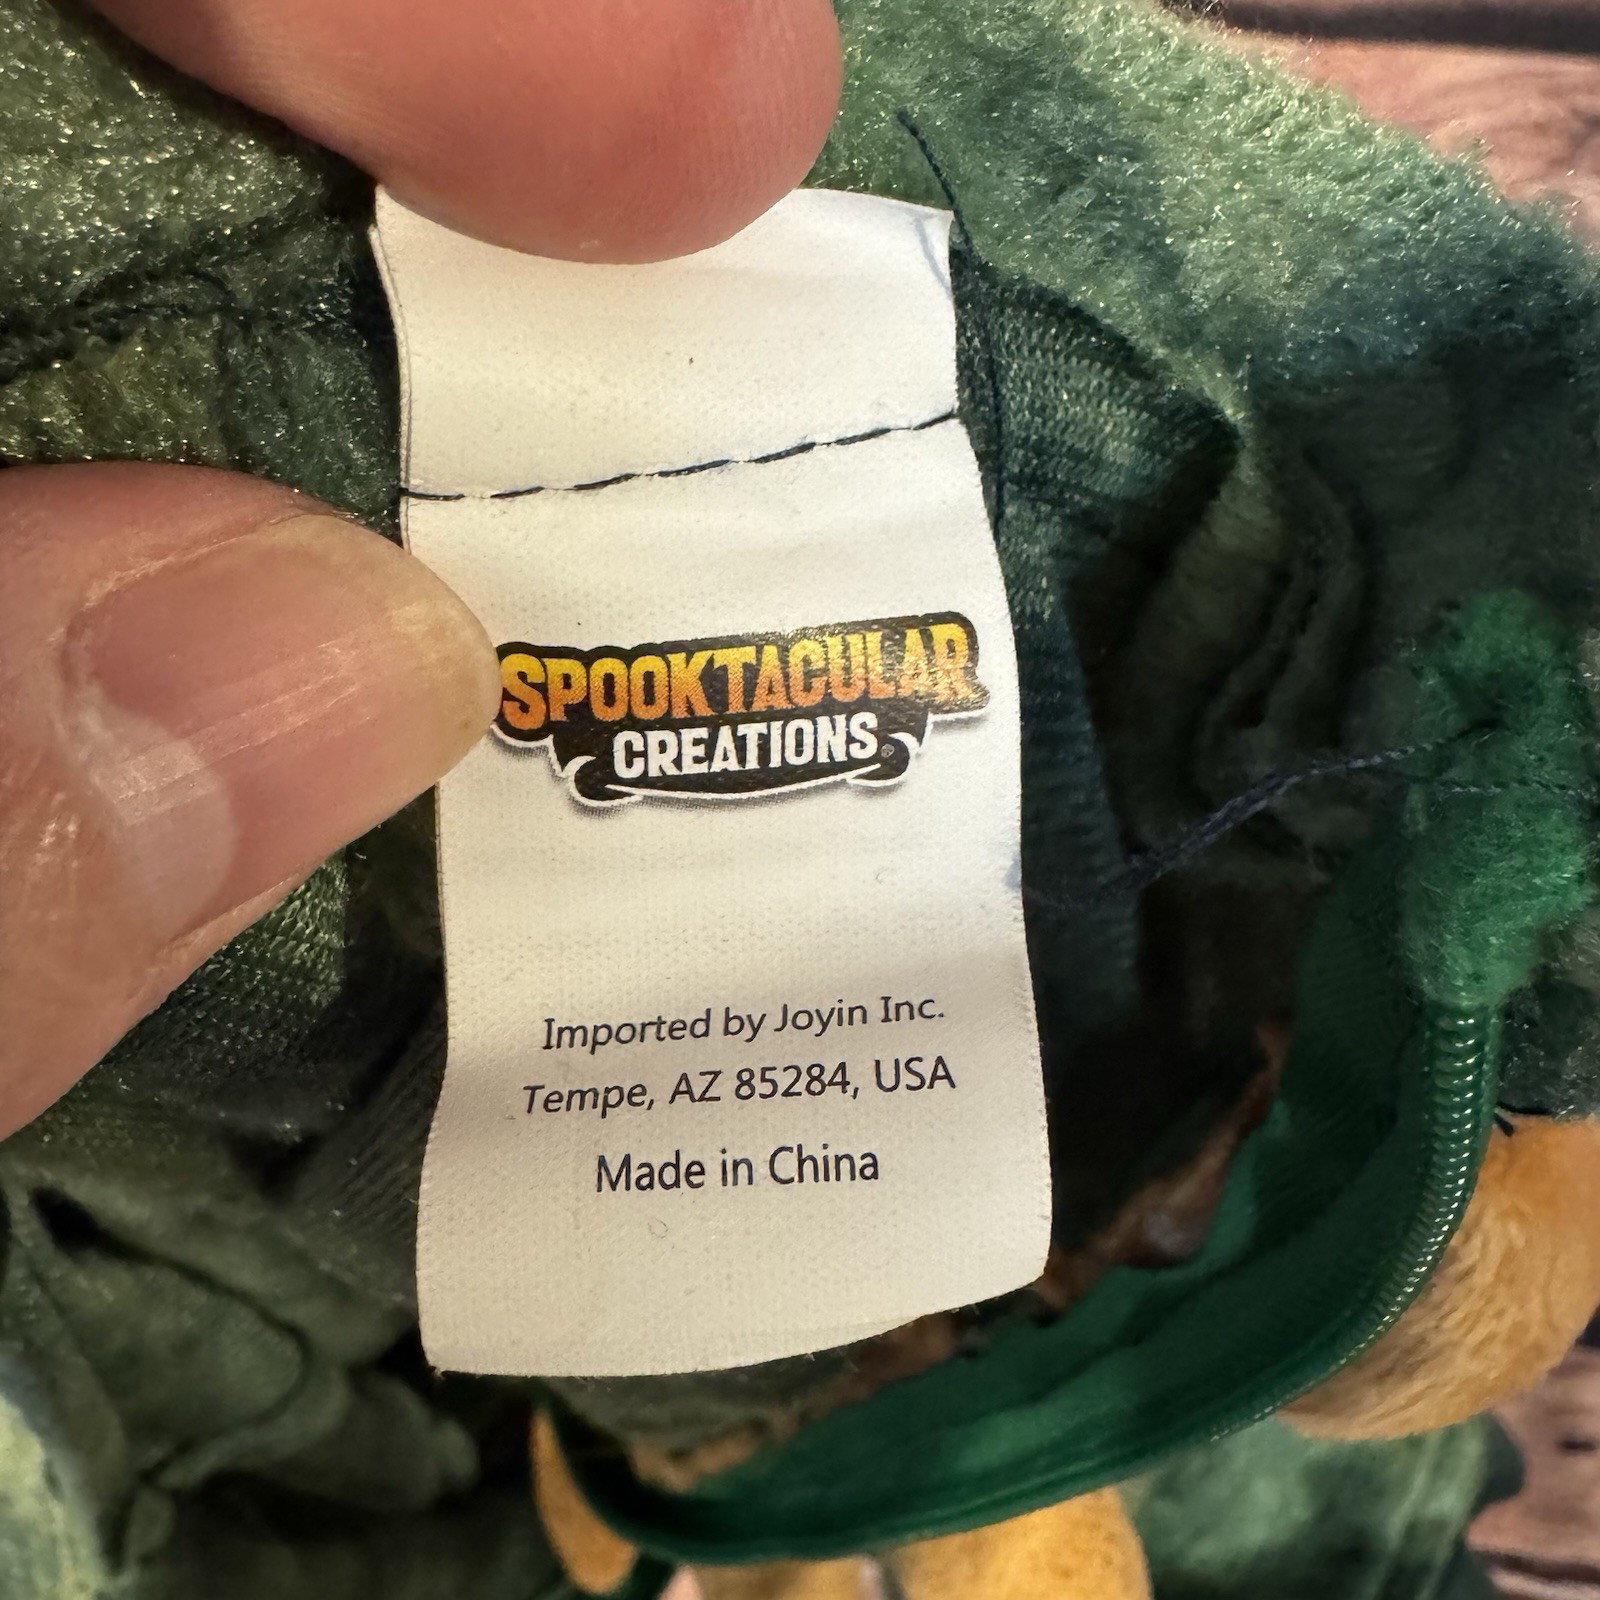 SPOOKTACULAR
CREATIONS®
Imported by Joyin Inc.
Tempe, AZ 85284, USA
Made in China